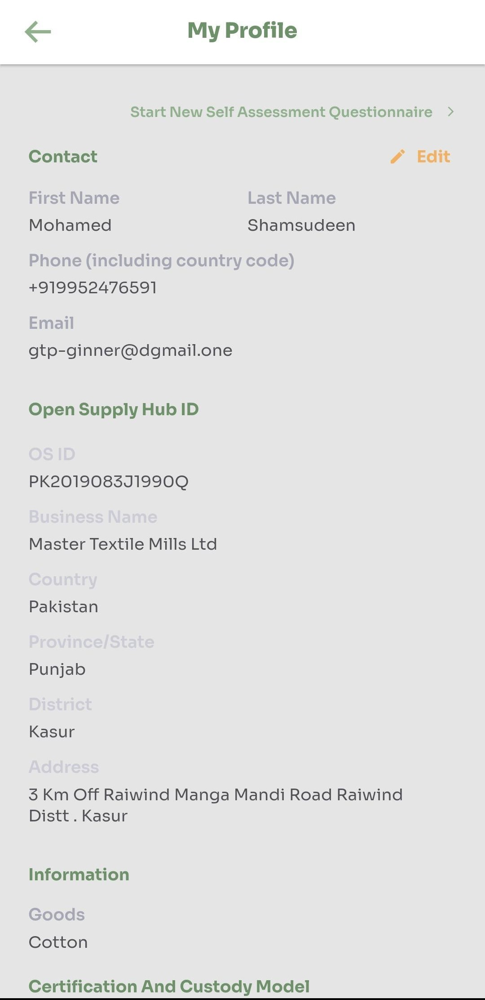 My Profile
Start New Self Assessment Questionnaire
Contact
Edit
First Name
Last Name
Mohamed
Shamsudeen
Phone (including country code)
+919952476591
Email
gtp-ginner@dgmail.one
Open Supply Hub ID
OS ID
PK2019083J1990Q
Business Name
Master Textile Mills Ltd
Country
Pakistan
Province/State
Punjab
District
Kasur
Address
3 Km Off Raiwind Manga Mandi Road Raiwind
Distt . Kasur
Information
Goods
Cotton
Certification And Custody Model